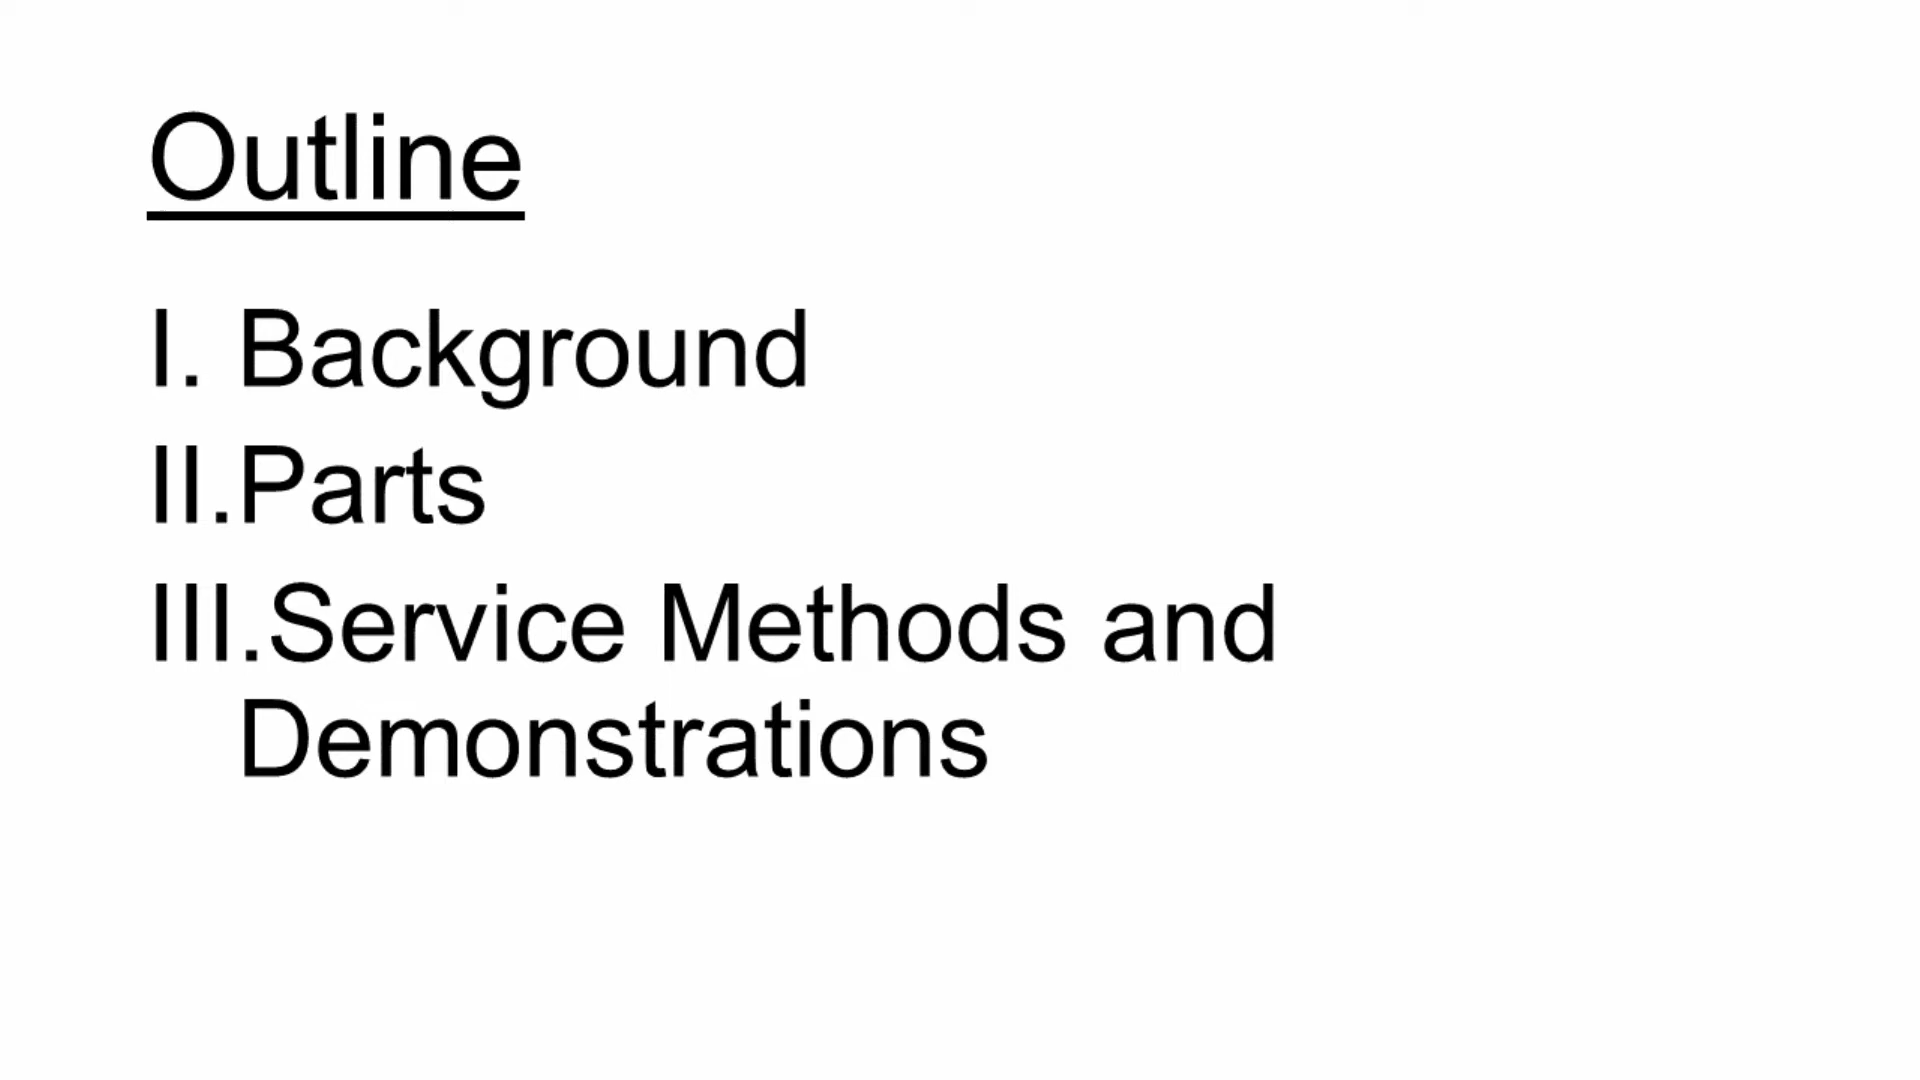 Outline
I. Background
II.Parts
III.Service Methods and
Demonstrations